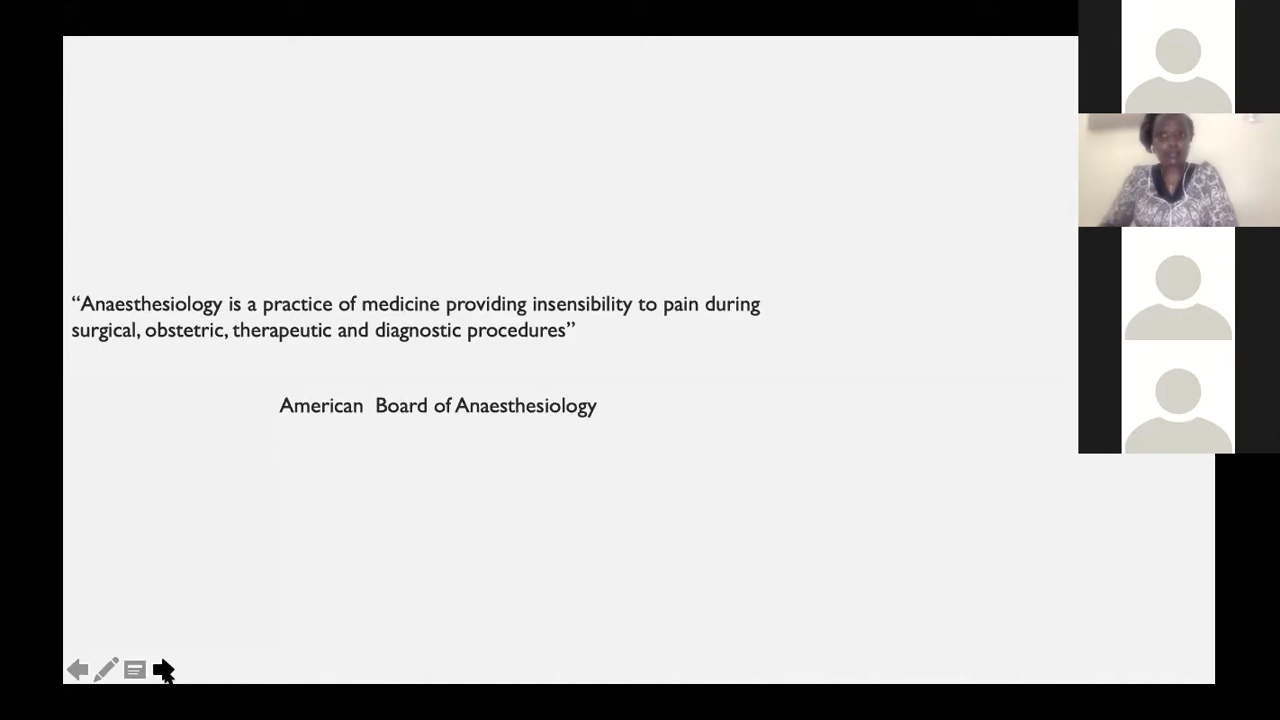 “Anaesthesiology is a practice of medicine providing insensibility to pain during
surgical, obstetric, therapeutic and diagnostic procedures”
American  Board of Anaesthesiology